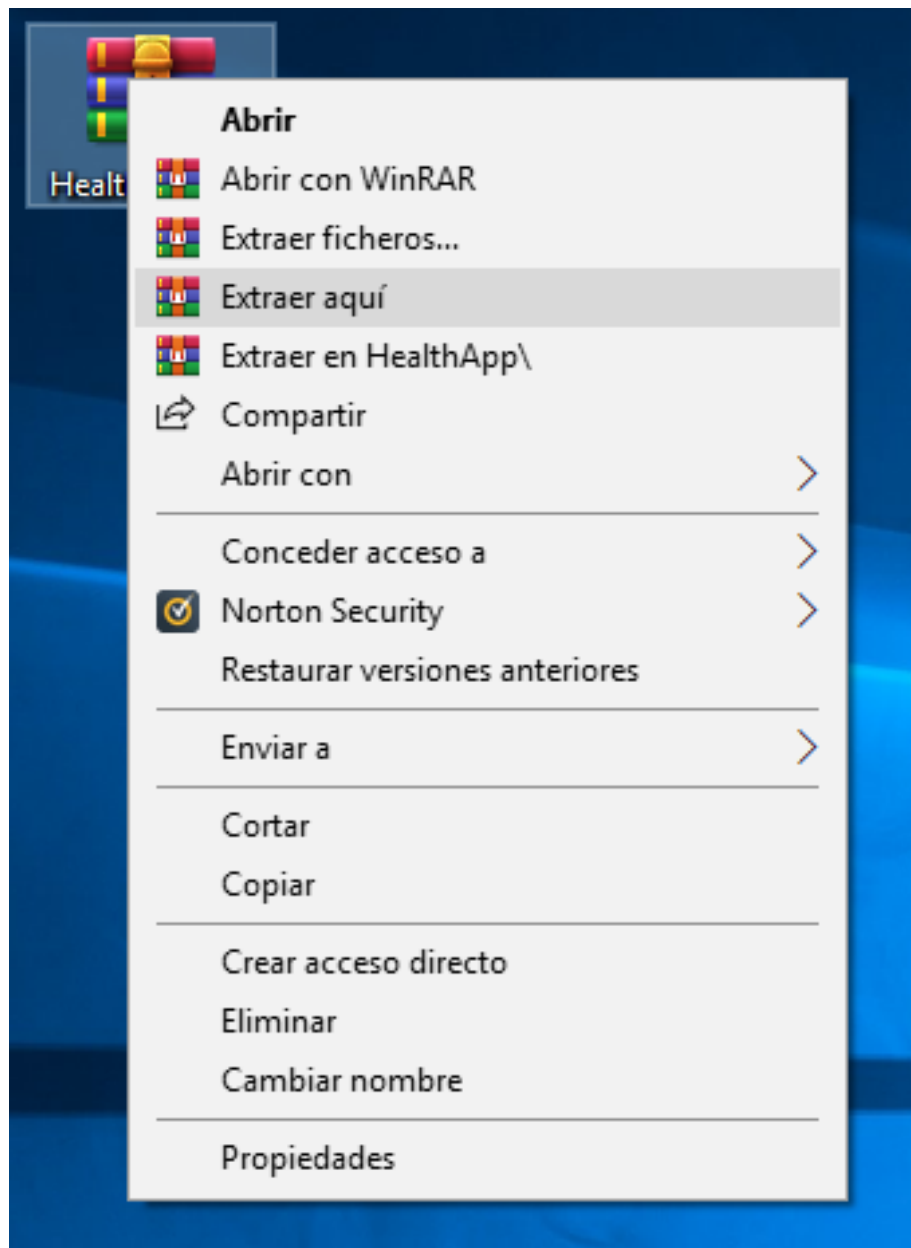 Healt
Abrir
Abrir con WinRAR
Extraer ficheros...
Extraer aquí
Extraer en HealthApp\
Compartir
Abrir con
Conceder acceso a
Norton Security
Restaurar versiones anteriores
Enviar a
Cortar
Copiar
Crear acceso directo
Eliminar
Cambiar nombre
Propiedades